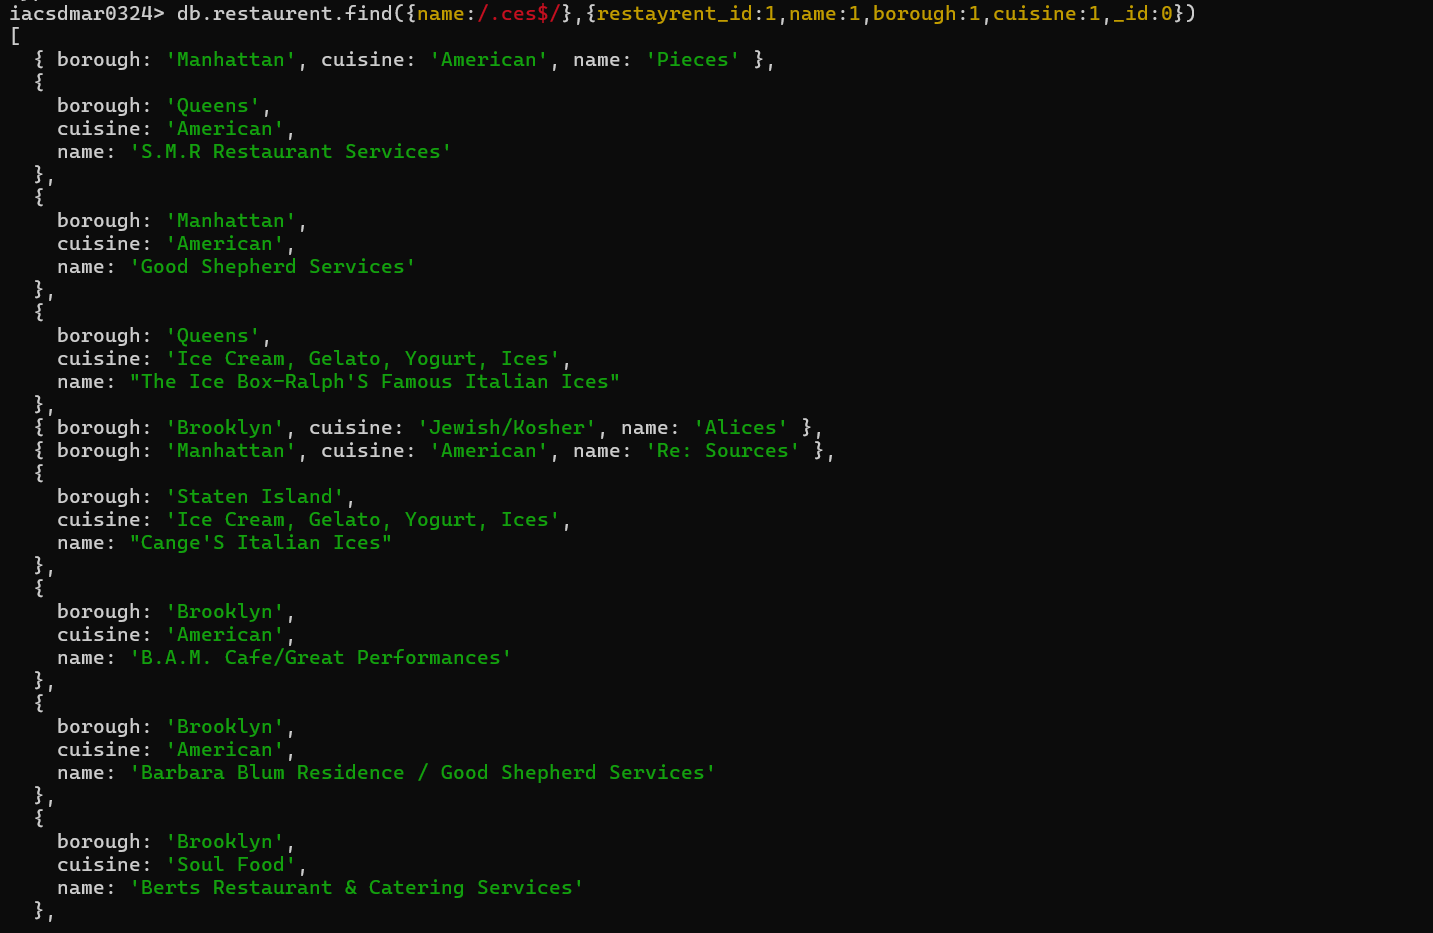 iacsdmar0324> db.restaurent.find({name:/.ces$/},{restayrent_id:1,name:1,borough:1,cuisine:1,_id:0})
[
  { borough: 'Manhattan', cuisine: 'American', name: 'Pieces' },
  {
    borough: 'Queens',
    cuisine: 'American',
    name: 'S.M.R Restaurant Services'
  },
  {
    borough: 'Manhattan',
    cuisine: 'American',
    name: 'Good Shepherd Services'
  },
  {
    borough: 'Queens',
    cuisine: 'Ice Cream, Gelato, Yogurt, Ices',
    name: "The Ice Box-Ralph'S Famous Italian Ices"
  },
  { borough: 'Brooklyn', cuisine: 'Jewish/Kosher', name: 'Alices' },
  { borough: 'Manhattan', cuisine: 'American', name: 'Re: Sources' },
  {
    borough: 'Staten Island',
    cuisine: 'Ice Cream, Gelato, Yogurt, Ices',
    name: "Cange'S Italian Ices"
  },
  {
    borough: 'Brooklyn',
    cuisine: 'American',
    name: 'B.A.M. Cafe/Great Performances'
  },
  {
    borough: 'Brooklyn',
    cuisine: 'American',
    name: 'Barbara Blum Residence / Good Shepherd Services'
  },
  {
    borough: 'Brooklyn',
    cuisine: 'Soul Food',
    name: 'Berts Restaurant & Catering Services'
  },